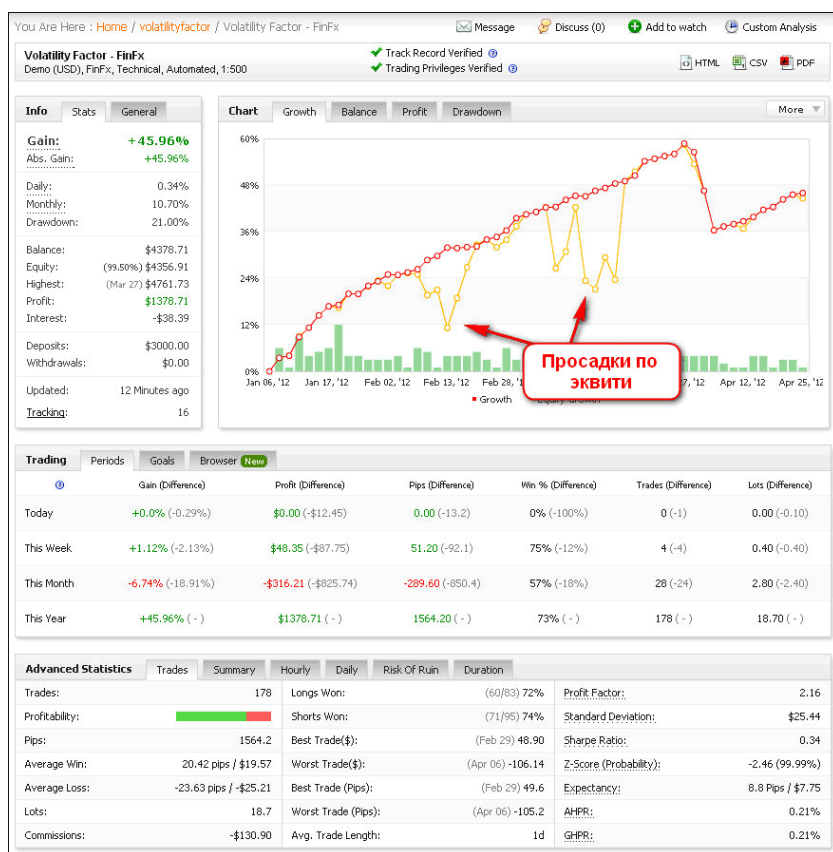 You Are Here : Home / volatilityfactor / Volatility Factor - FinFx Message Discuss (0) Add to watch Custom Analysis
Volatility Factor - FinFx
Demo (USD), FinFx, Technical, Automated, 1:500
Track Record Verified
Trading Privileges Verified
HTML CSV PDF
Info Stats General
Gain: +45.96%
Abs. Gain: +45.96%
Daily: 0.34%
Monthly: 10.70%
Drawdown: 21.00%
Balance: $4378.71
Equity: (99.50%) $4356.91
Highest: (Mar 27) $4761.73
Profit: $1378.71
Interest: -$38.39
Deposits: $3000.00
Withdrawals: $0.00
Updated: 12 Minutes ago
Tracking: 16
Chart Growth Balance Profit Drawdown More
60%
48%
36%
24%
12%
0%
Просадки по
эквити
Jan 06, '12 Jan 17, '12 Feb 02, '12 Feb 13, '12 Feb 28, 27, '12 Apr 12, '12 Apr 25, '12
Growth
Trading Periods Goals Browser New
Gain (Difference) Profit (Difference) Pips (Difference) Win % (Difference) Trades (Difference) Lots (Difference)
Today +0.0% (-0.29%) $0.00 (-$12.45) 0.00 (-13.2) 0% (-100%) 0 (-1) 0.00 (-0.10)
This Week +1.12% (-2.13%) $48.35 (-$87.75) 51.20 (-92.1) 75% (-12%) 4 (-4) 0.40 (-0.40)
This Month -6.74% (-18.91%) -$316.21 (-$825.74) -289.60 (-850.4) 57% (-18%) 28 (-24) 2.80 (-2.40)
This Year +45.96% ( - ) $1378.71 ( - ) 1564.20 ( - ) 73% ( - ) 178 ( - ) 18.70 ( - )
Advanced Statistics Trades Summary Hourly Daily Risk Of Ruin Duration
Trades: 178 Longs Won: (60/83) 72% Profit Factor: 2.16
Profitability: Shorts Won: (71/95) 74% Standard Deviation: $25.44
Pips: 1564.2 Best Trade($): (Feb 29) 48.90 Sharpe Ratio: 0.34
Average Win: 20.42 pips / $19.57 Worst Trade($): (Apr 06) -106.14 Z-Score (Probability): -2.46 (99.99%)
Average Loss: -23.63 pips / -$25.21 Best Trade (Pips): (Feb 29) 49.6 Expectancy: 8.8 Pips / $7.75
Lots: 18.7 Worst Trade (Pips): (Apr 06) -105.2 AHPR: 0.21%
Commissions: -$130.90 Avg. Trade Length: 1d GHPR: 0.21%